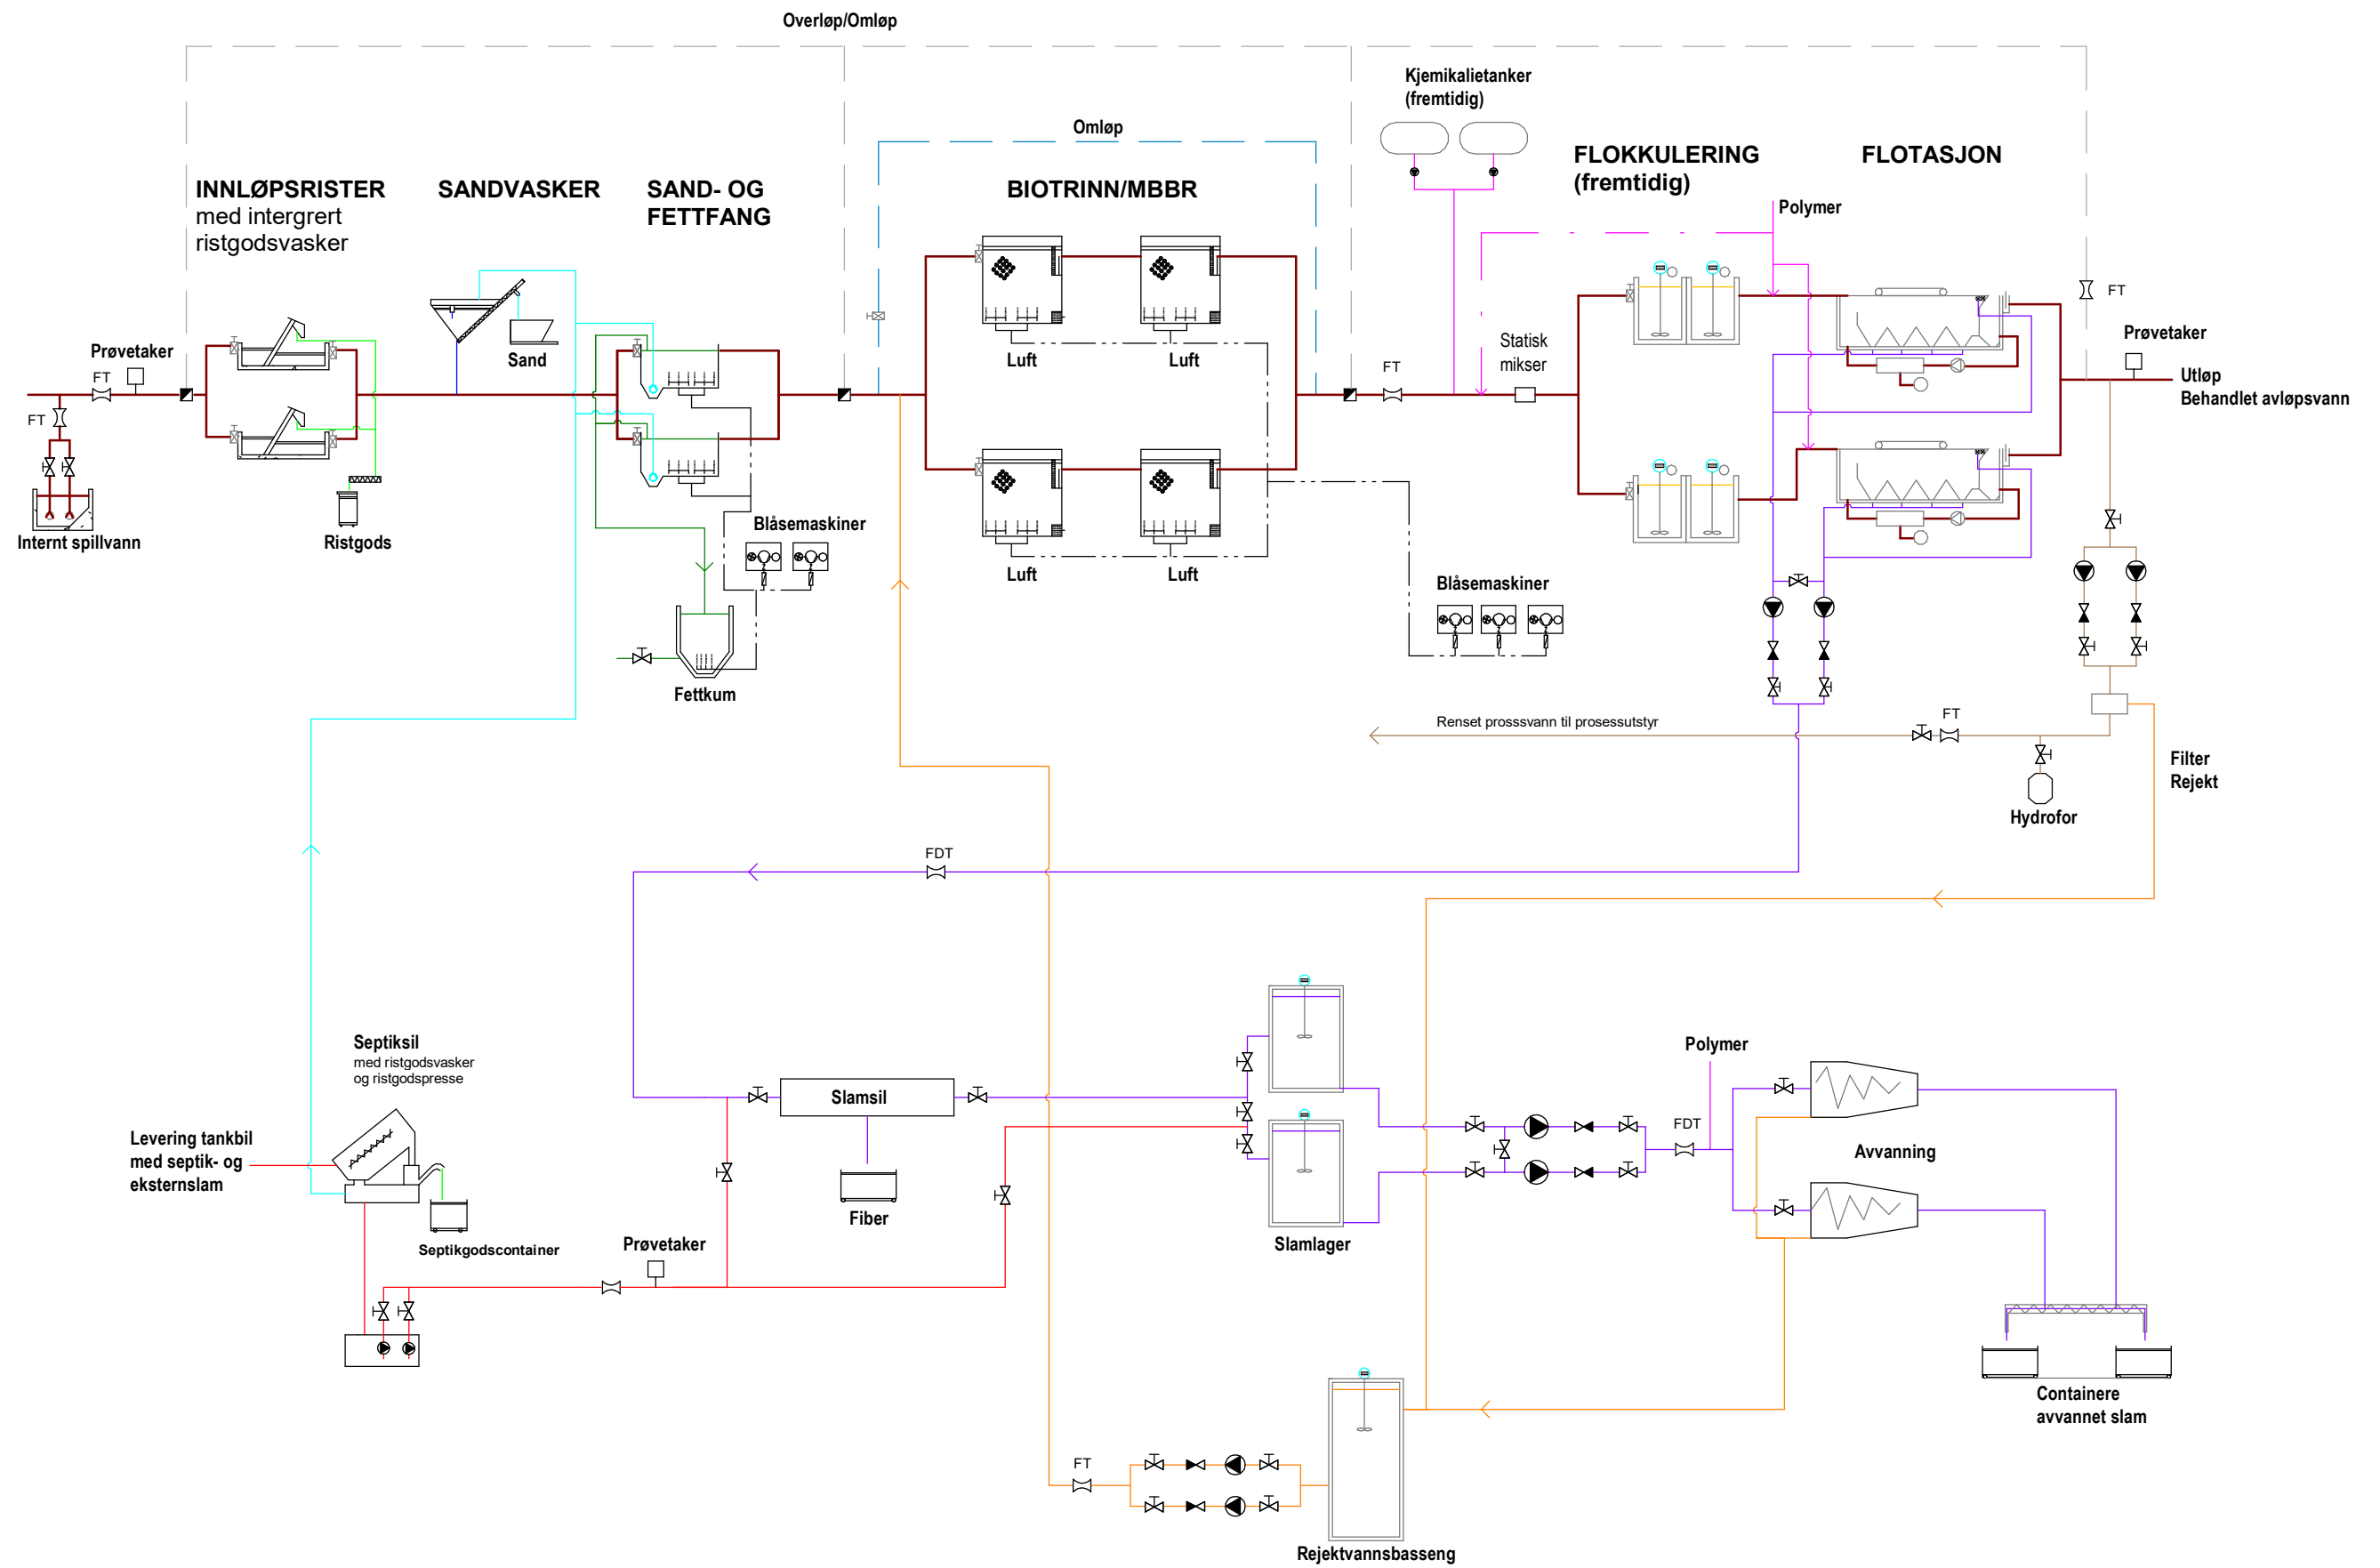 Overløp/Omløp
Kjemikalietanker
(fremtidig)
Omløp
FLOKKULERING
(fremtidig)
FLOTASJON
INNLØPSRISTER
med intergrert
ristgodsvasker
SANDVASKER
SAND- OG
FETTFANG
BIOTRINN/MBBR
Polymer
FT
Prøvetaker
Prøvetaker
FT
Sand
Luft
Luft
Statisk
mikser
FT
Utløp
Behandlet avløpsvann
FT
Internt spillvann
Ristgods
Blåsemaskiner
Luft
Luft
Blåsemaskiner
Fettkum
Renset prosssvann til prosessutstyr
FT
Filter
Rejekt
Hydrofor
FDT
Septiksil
med ristgodsvasker
og ristgodspresse
Polymer
Slamsil
Levering tankbil
med septik- og
eksternslam
FDT
Avvanning
Fiber
Septikgodscontainer
Prøvetaker
Slamlager
Containere
avvannet slam
FT
Rejektvannsbasseng